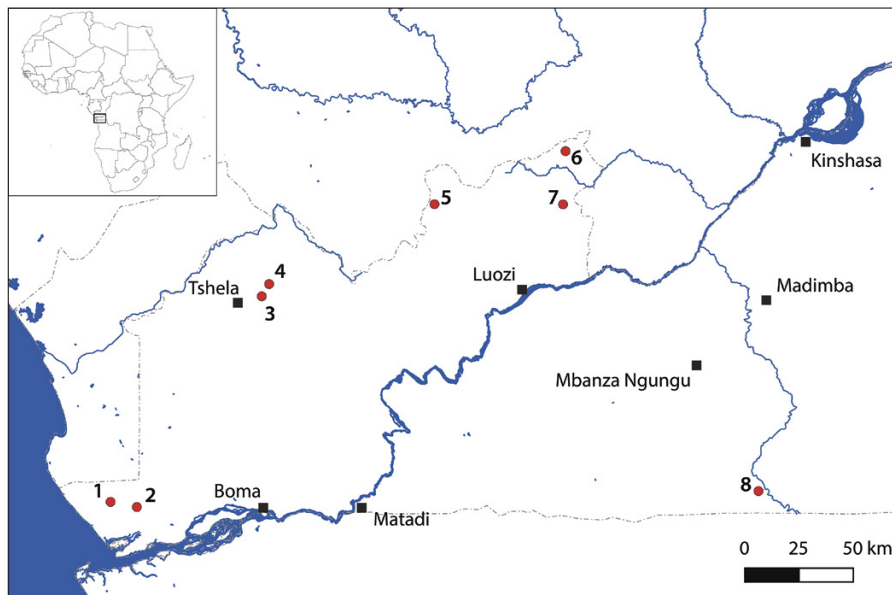 Kinshasa
6
5
7
4
Tshela
3
Luozi
Madimba
Mbanza Ngungu
1
2
Boma
Matadi
8
0 25 50 km